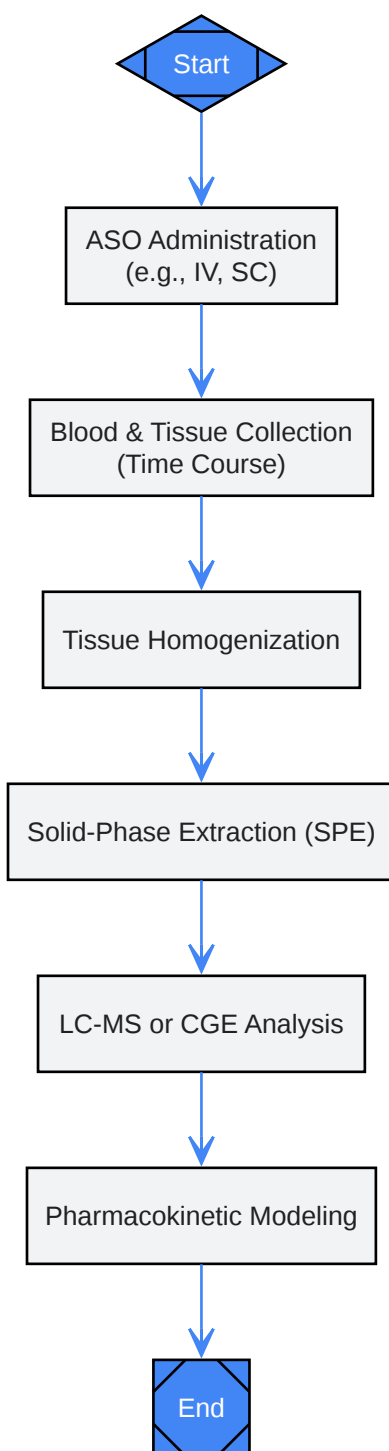 Start
ASO Administration
(e.g., IV, SC)
Blood & Tissue Collection
(Time Course)
Tissue Homogenization
Solid-Phase Extraction (SPE)
LC-MS or CGE Analysis
Pharmacokinetic Modeling
End